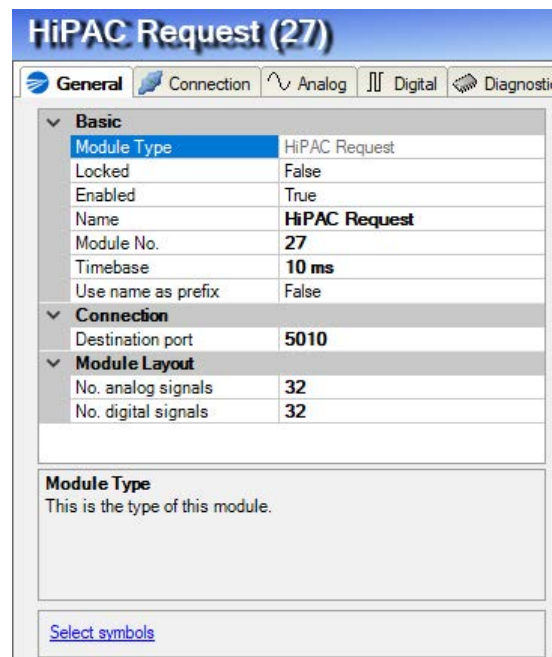 HiPAC Request (27)
General Connection Analog Digital
Basic
Module Type HiPAC Request
Locked False
Enabled True
Name HiPAC Request
Module No. 27
Timebase 10 ms
Use name as prefix False
Connection
Destination port 5010
Module Layout
No. analog signals 32
No. digital signals 32
Module Type
This is the type of this module.
Select symbols